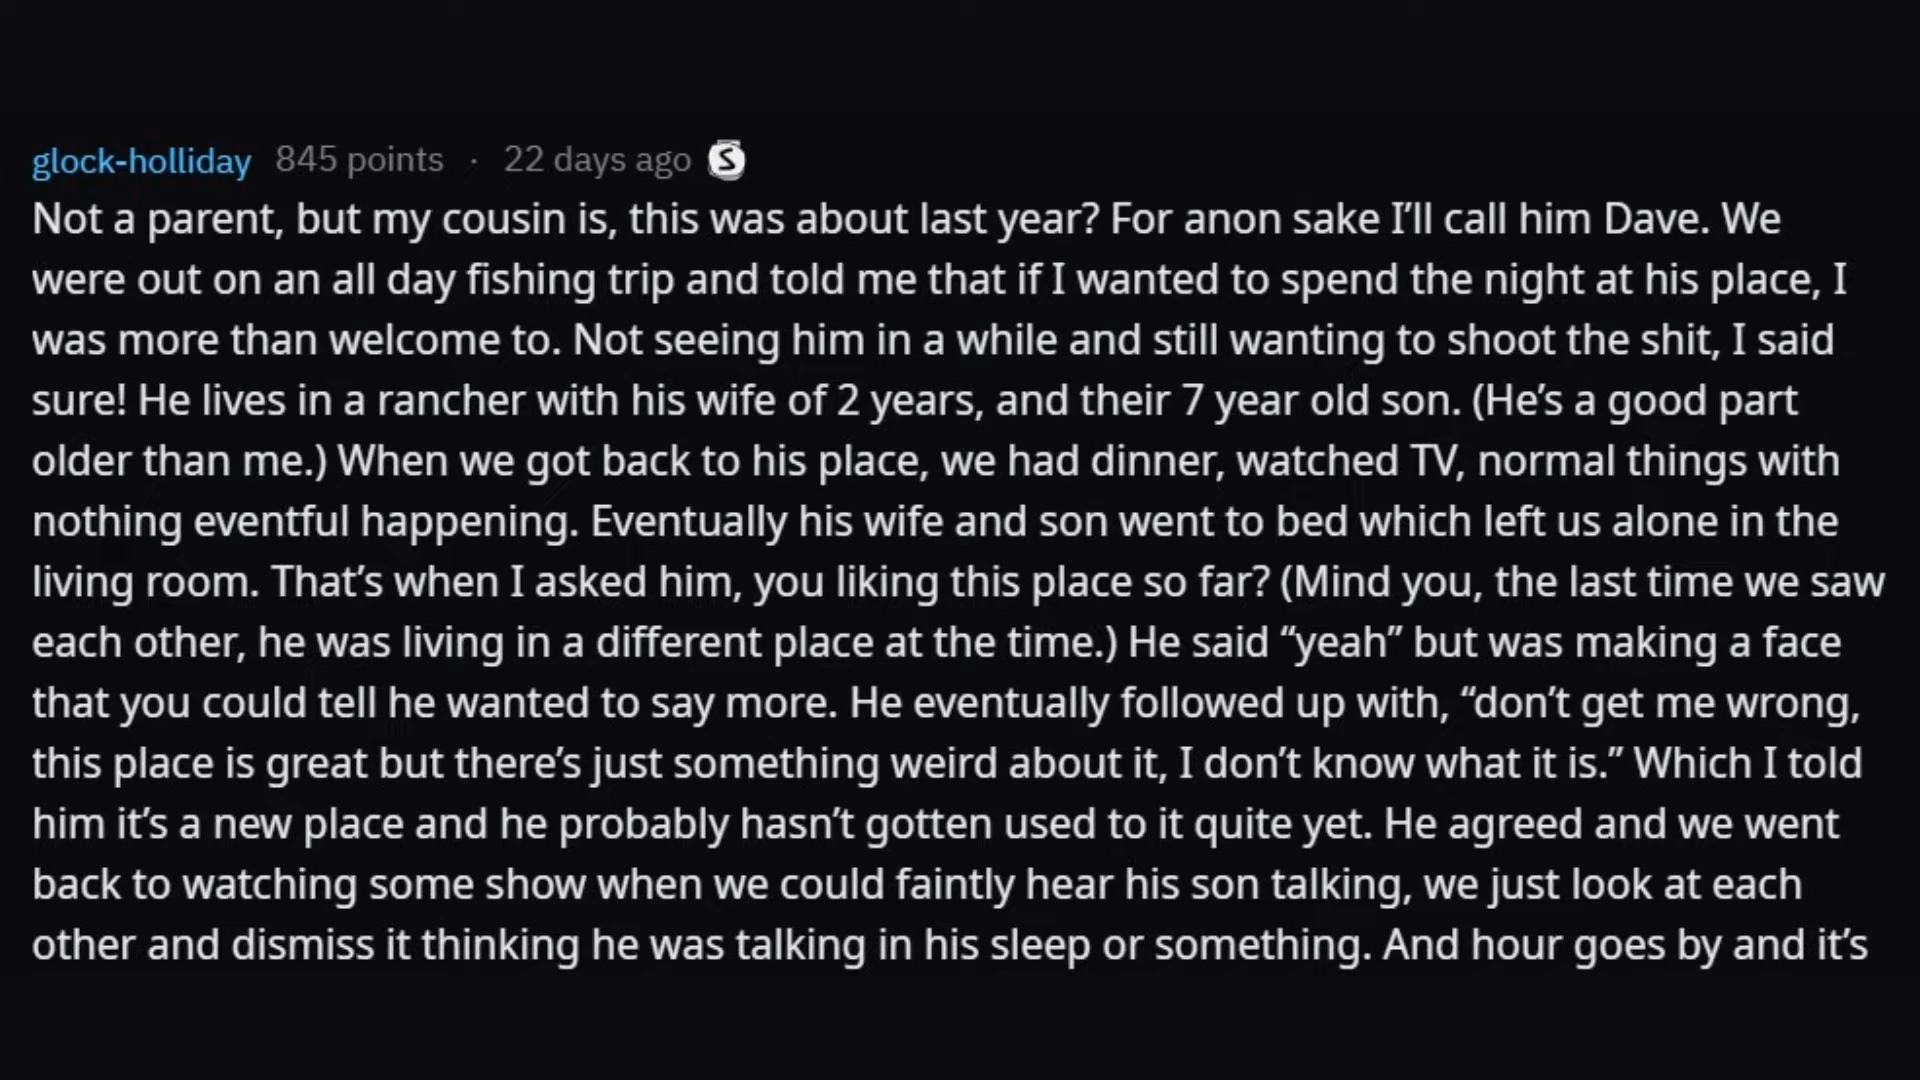 glock-holliday 845 points · 22 days ago S
Not a parent, but my cousin is, this was about last year? For anon sake I’ll call him Dave. We
were out on an all day fishing trip and told me that if I wanted to spend the night at his place, I
was more than welcome to. Not seeing him in a while and still wanting to shoot the shit, I said
sure! He lives in a rancher with his wife of 2 years, and their 7 year old son. (He’s a good part
older than me.) When we got back to his place, we had dinner, watched TV, normal things with
nothing eventful happening. Eventually his wife and son went to bed which left us alone in the
living room. That’s when I asked him, you liking this place so far? (Mind you, the last time we saw
each other, he was living in a different place at the time.) He said “yeah” but was making a face
that you could tell he wanted to say more. He eventually followed up with, “don’t get me wrong,
this place is great but there’s just something weird about it, I don’t know what it is.” Which I told
him it’s a new place and he probably hasn’t gotten used to it quite yet. He agreed and we went
back to watching some show when we could faintly hear his son talking, we just look at each
other and dismiss it thinking he was talking in his sleep or something. And hour goes by and it’s